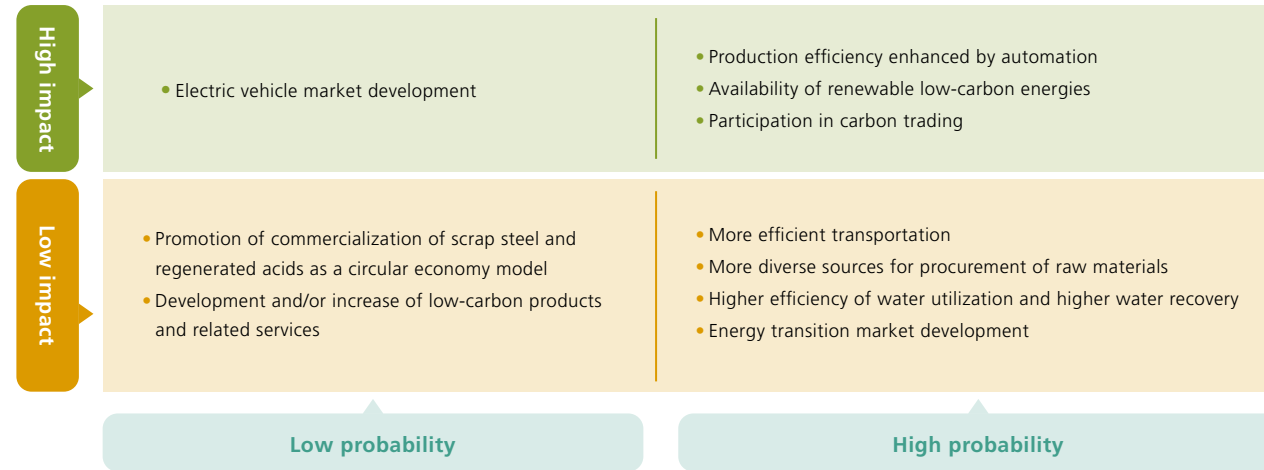 High impact
• Electric vehicle market development
• Production efficiency enhanced by automation
• Availability of renewable low-carbon energies
• Participation in carbon trading
Low impact
• Promotion of commercialization of scrap steel and
regenerated acids as a circular economy model
• Development and/or increase of low-carbon products
and related services
• More efficient transportation
• More diverse sources for procurement of raw materials
• Higher efficiency of water utilization and higher water recovery
• Energy transition market development
Low probability
High probability